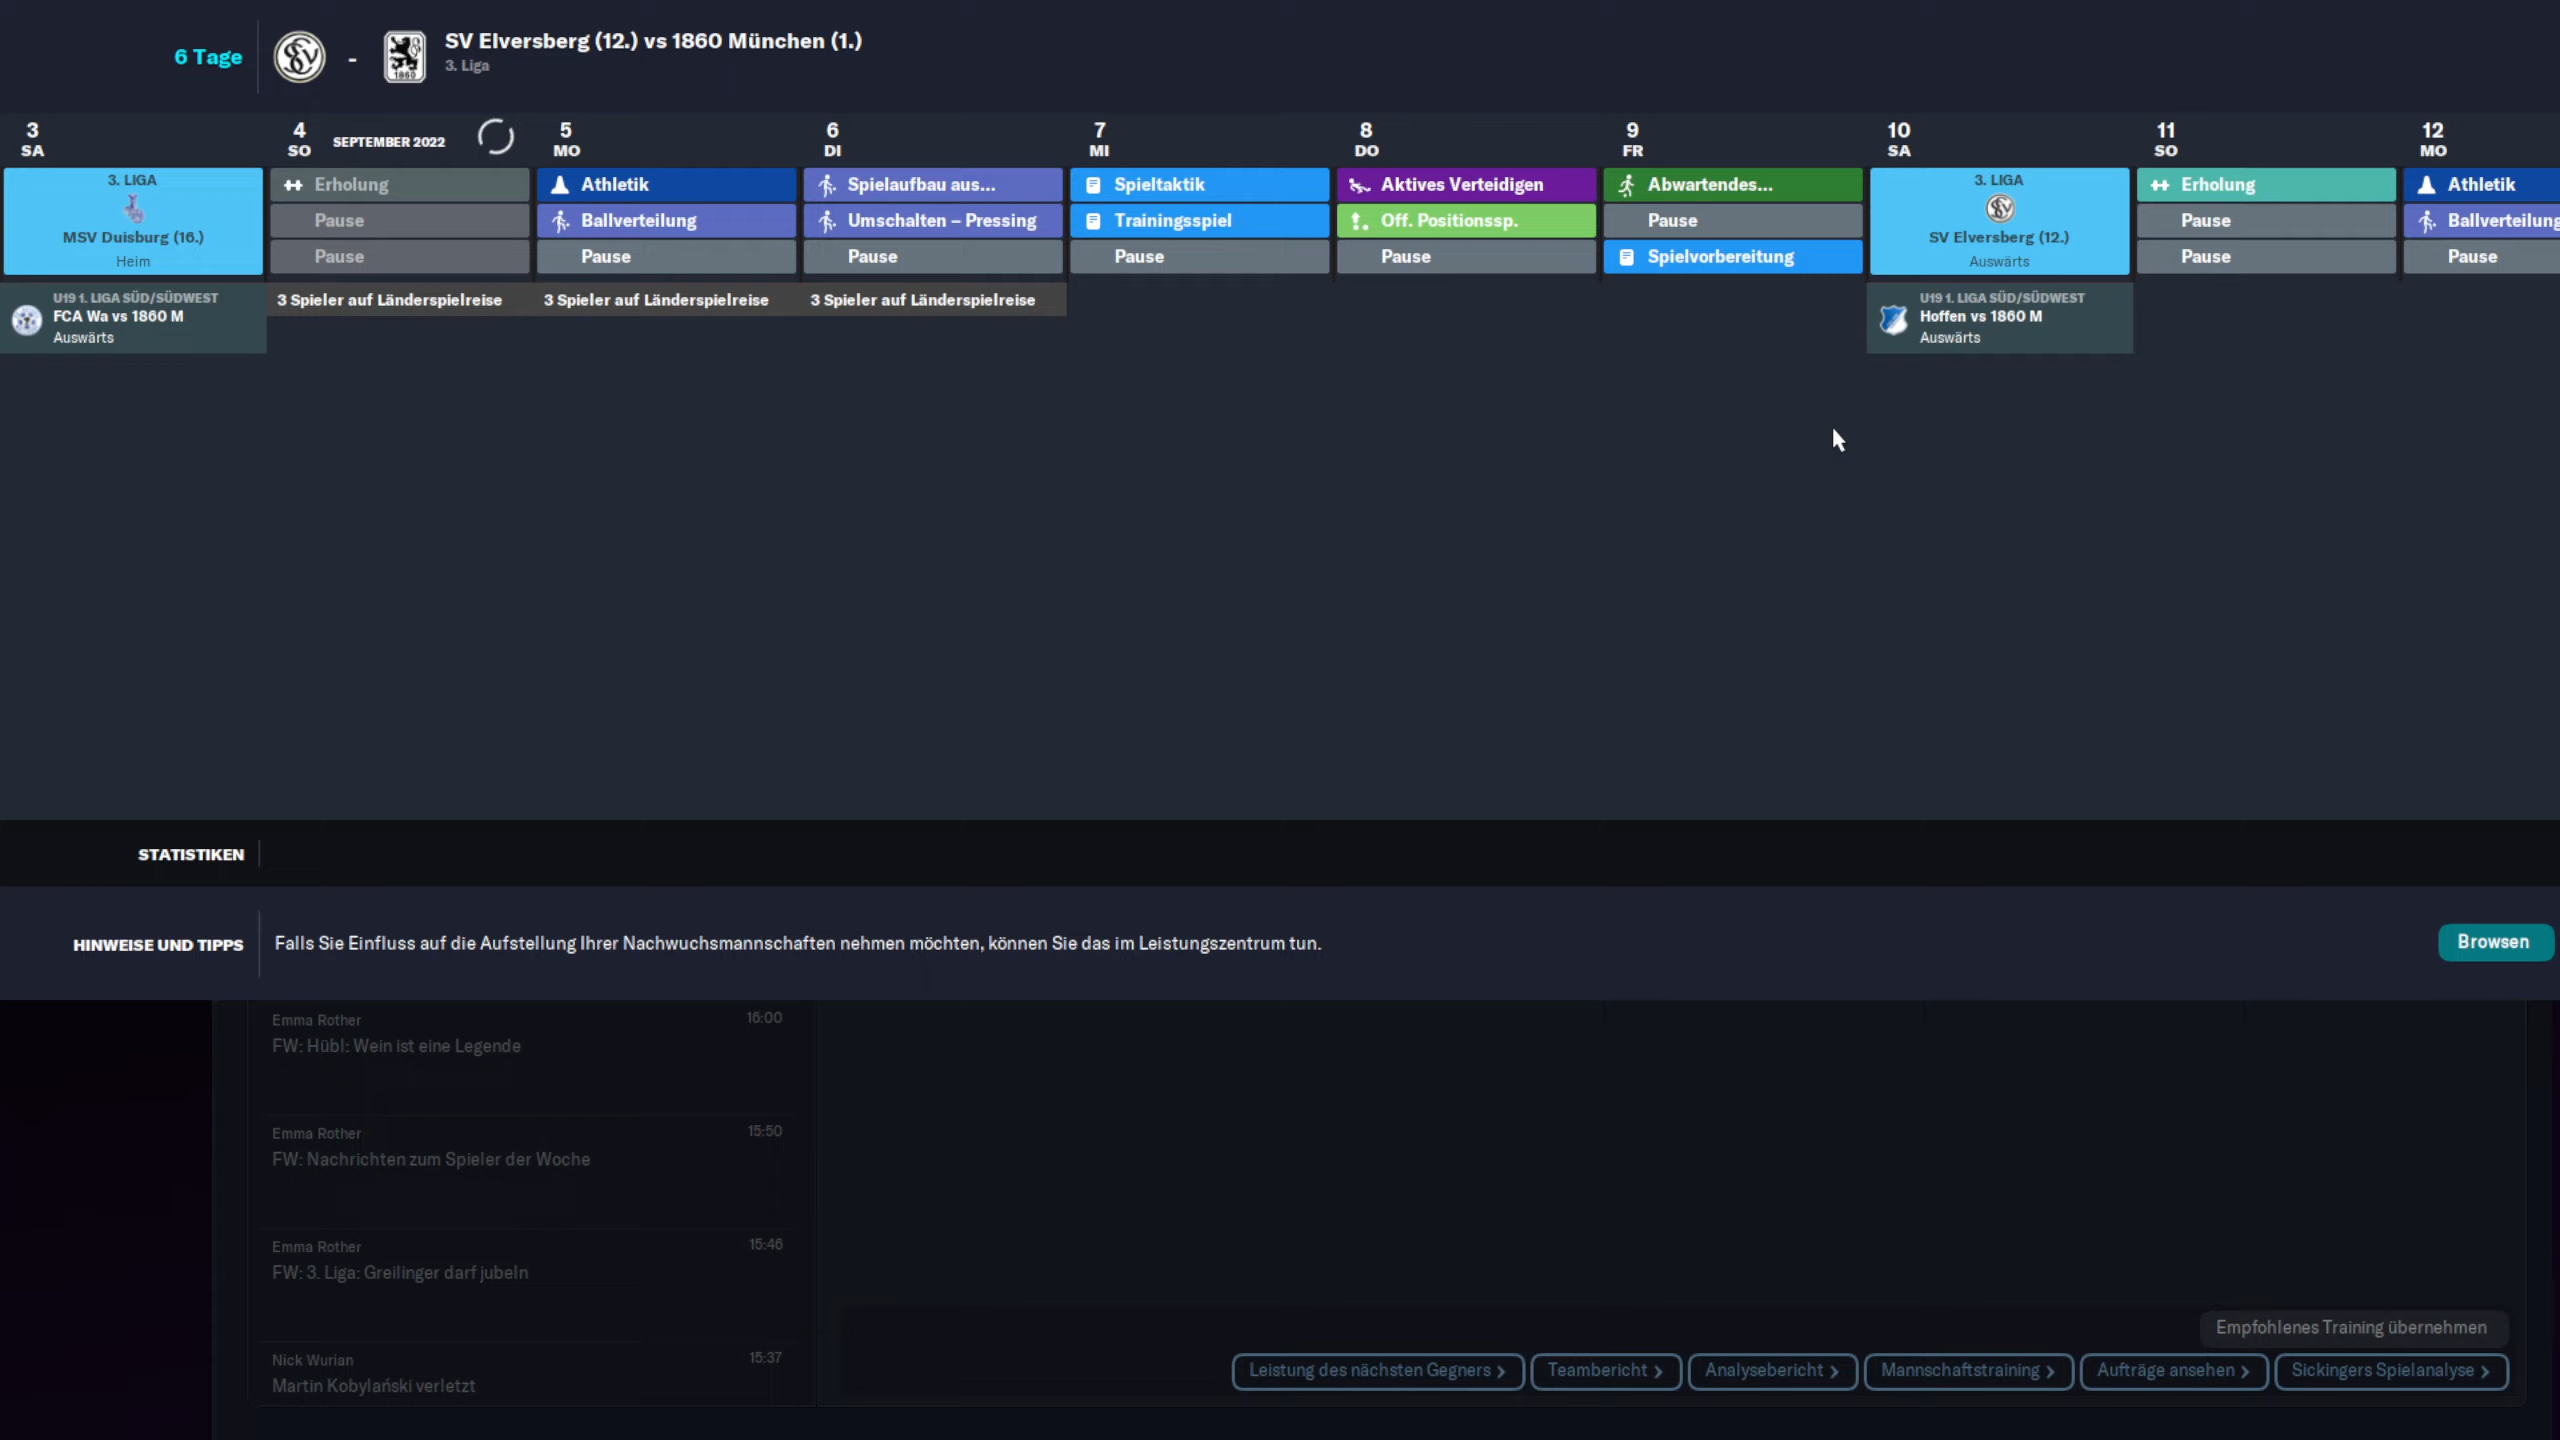 6 Tage
SV Elversberg (12.) vs 1860 München (1.)
3. Liga
3
SA
4
SO
SEPTEMBER 2022
5
MO
6
DI
7
MI
8
DO
9
FR
10
SA
11
SO
12
MO
3. LIGA
MSV Duisburg (16.)
Heim
Erholung
Pause
Pause
Athletik
Ballverteilung
Pause
Spielaufbau aus...
Umschalten – Pressing
Pause
Spieltaktik
Trainingsspiel
Pause
Aktives Verteidigen
Off. Positionssp.
Pause
Abwartendes...
Pause
Spielvorbereitung
3. LIGA
SV Elversberg (12.)
Auswärts
Erholung
Pause
Pause
Athletik
Ballverteilung
Pause
U19 1. LIGA SÜD/SÜDWEST
FCA Wa vs 1860 M
Auswärts
3 Spieler auf Länderspielreise
3 Spieler auf Länderspielreise
3 Spieler auf Länderspielreise
U19 1. LIGA SÜD/SÜDWEST
Hoffen vs 1860 M
Auswärts
STATISTIKEN
HINWEISE UND TIPPS
Falls Sie Einfluss auf die Aufstellung Ihrer Nachwuchsmannschaften nehmen möchten, können Sie das im Leistungszentrum tun.
Browsen
Emma Rother
16:00
FW: Hübl: Wein ist eine Legende
Emma Rother
15:50
FW: Nachrichten zum Spieler der Woche
Emma Rother
15:46
FW: 3. Liga: Greilinger darf jubeln
Nick Wurian
15:37
Martin Kobylański verletzt
Empfohlenes Training übernehmen
Leistung des nächsten Gegners
Teambericht
Analysebericht
Mannschaftstraining
Aufträge ansehen
Sickingers Spielanalyse